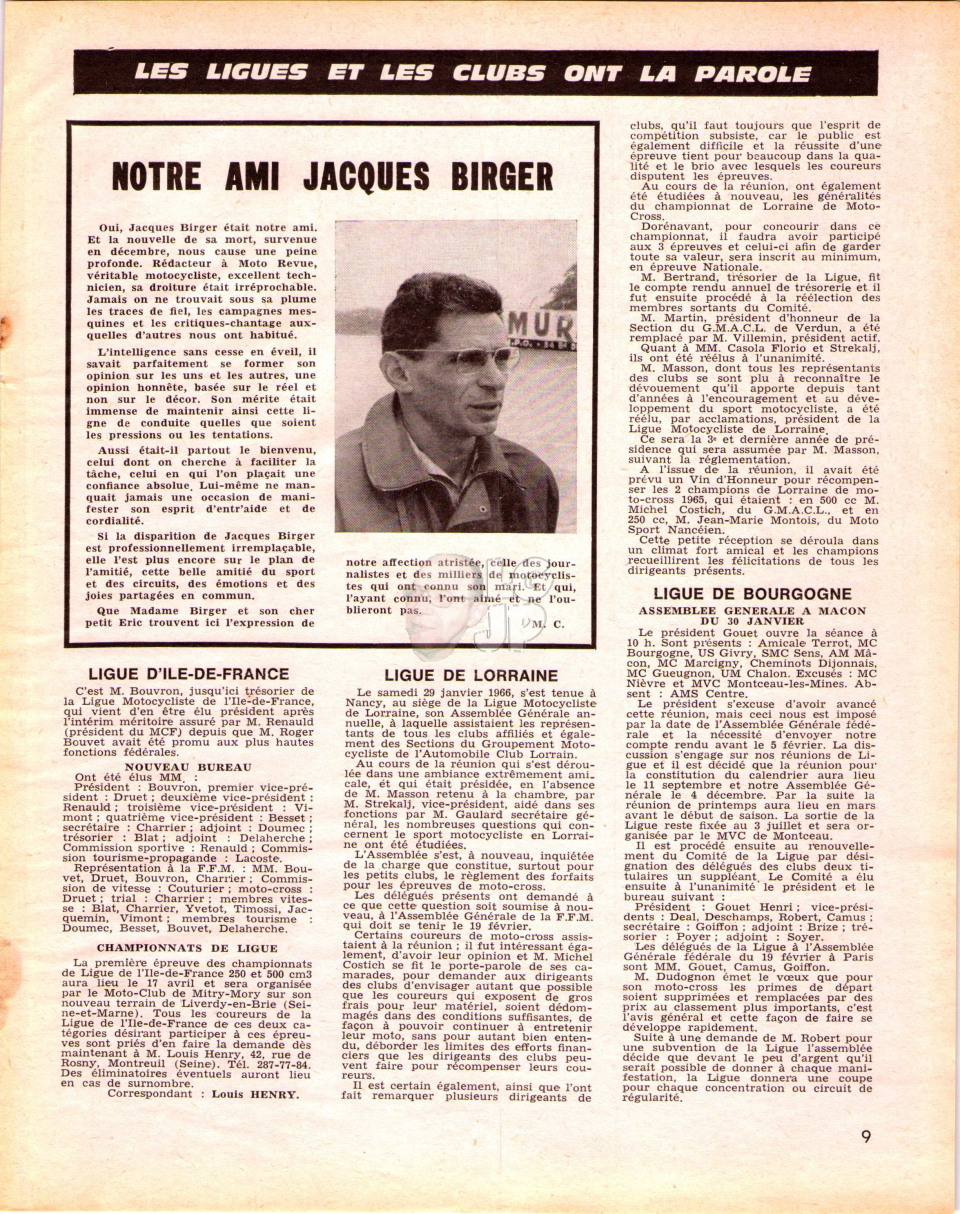 LES LIGUES ET LES CLUBS ONT LA PAROLE
NOTRE AMI JACQUES BIRGER
Oui, Jacques Birger était notre ami.
Et la nouvelle de sa mort, survenue
en décembre, nous cause une peine
profonde. Rédacteur à Moto Revue,
véritable motocycliste, excellent tech-
nicien, sa droiture était irréprochable.
Jamais on ne trouvait sous sa plume
les traces de fiel, les campagnes mes-
quines et les critiques-chantage aux-
quelles d'autres nous ont habitué.
L'intelligence sans cesse en éveil, il
savait parfaitement se former son
opinion sur les uns et les autres, une
opinion honnête, basée sur le réel et
non sur le décor. Son mérite était
immense de maintenir ainsi cette li-
gne de conduite quelles que soient
les pressions ou les tentations.
Aussi était-il partout le bienvenu,
celui dont on cherche à faciliter la
tâche, celui en qui l'on plaçait une
confiance absolue. Lui-même ne man-
quait jamais une occasion de mani-
fester son esprit d'entr'aide et de
cordialité.
Si la disparition de Jacques Birger
est professionnellement irremplaçable,
elle l'est plus encore sur le plan de
l'amitié, cette belle amitié du sport
et des circuits, des émotions et des
joies partagées en commun.
Que Madame Birger et son cher
petit Eric trouvent ici l'expression de
MUR
notre affection atristée, celle des jour-
nalistes et des milliers de motocyclis-
tes qui ont connu son mari. Et qui,
l'ayant connu, l'ont aimé et ne l'ou-
blieront pas.
M. C.
JP
LIGUE D'ILE-DE-FRANCE
C'est M. Bouvron, jusqu'ici trésorier de
la Ligue Motocycliste de l'Ile-de-France,
qui vient d'en être élu président après
l'intérim méritoire assuré par M. Renauld
(président du MCF) depuis que M. Roger
Bouvet avait été promu aux plus hautes
fonctions fédérales.
NOUVEAU BUREAU
Ont été élus MM. :
Président : Bouvron, premier vice-pré-
sident : Druet ; deuxième vice-président :
Renauld ; troisième vice-président : Vi-
mont ; quatrième vice-président : Besset ;
secrétaire : Charrier ; adjoint : Doumec ;
trésorier : Blat ; adjoint : Delaherche ;
Commission sportive : Renauld ; Commis-
sion tourisme-propagande : Lacoste.
Représentation à la F.F.M. : MM. Bou-
vet, Druet, Bouvron, Charrier ; Commis-
sion de vitesse : Couturier ; moto-cross :
Druet ; trial : Charrier ; membres vites-
se : Blat, Charrier, Yvetot, Timossi, Jac-
quemin, Vimont ; membres tourisme :
Doumec, Besset, Bouvet, Delaherche.
CHAMPIONNATS DE LIGUE
La première épreuve des championnats
de Ligue de l'Ile-de-France 250 et 500 cm3
aura lieu le 17 avril et sera organisée
par le Moto-Club de Mitry-Mory sur son
nouveau terrain de Liverdy-en-Brie (Sei-
ne-et-Marne). Tous les coureurs de la
Ligue de l'Ile-de-France de ces deux ca-
tégories désirant participer à ces épreu-
ves sont priés d'en faire la demande dès
maintenant à M. Louis Henry, 42, rue de
Rosny, Montreuil (Seine). Tél. 287-77-84.
Des éliminatoires éventuels auront lieu
en cas de surnombre.
Correspondant : Louis HENRY.
LIGUE DE LORRAINE
Le samedi 29 janvier 1966, s'est tenue à
Nancy, au siège de la Ligue Motocycliste
de Lorraine, son Assemblée Générale an-
nuelle, à laquelle assistaient les représen-
tants de tous les clubs affiliés et égale-
ment des Sections du Groupement Moto-
cycliste de l'Automobile Club Lorrain.
Au cours de la réunion qui s'est dérou-
lée dans une ambiance extrêmement ami-
cale, et qui était présidée, en l'absence
de M. Masson retenu à la chambre, par
M. Strekalj, vice-président, aidé dans ses
fonctions par M. Gaulard secrétaire gé-
néral, les nombreuses questions qui con-
cernent le sport motocycliste en Lorrai-
ne ont été étudiées.
L'Assemblée s'est, à nouveau, inquiétée
de la charge que constitue, surtout pour
les petits clubs, le règlement des forfaits
pour les épreuves de moto-cross.
Les délégués présents ont demandé à
ce que cette question soit soumise à nou-
veau, à l'Assemblée Générale de la F.F.M.
qui doit se tenir le 19 février.
Certains coureurs de moto-cross assis-
taient à la réunion ; il fut intéressant éga-
lement, d'avoir leur opinion et M. Michel
Costich se fit le porte-parole de ses ca-
marades, pour demander aux dirigeants
des clubs d'envisager autant que possible
que les coureurs qui exposent de gros
frais pour leur matériel, soient dédom-
magés dans des conditions suffisantes, de
façon à pouvoir continuer à entretenir
leur moto, sans pour autant bien enten-
du, déborder les limites des efforts finan-
ciers que les dirigeants des clubs peu-
vent faire pour récompenser leurs cou-
reurs.
Il est certain également, ainsi que l'ont
fait remarquer plusieurs dirigeants de
clubs, qu'il faut toujours que l'esprit de
compétition subsiste, car le public est
également difficile et la réussite d'une
épreuve tient pour beaucoup dans la qua-
lité et le brio avec lesquels les coureurs
disputent les épreuves.
Au cours de la réunion, ont également
été étudiées à nouveau, les généralités
du championnat de Lorraine de Moto-
Cross.
Dorénavant, pour concourir dans ce
championnat, il faudra avoir participé
aux 3 épreuves et celui-ci afin de garder
toute sa valeur, sera inscrit au minimum,
en épreuve Nationale.
M. Bertrand, trésorier de la Ligue, fit
le compte rendu annuel de trésorerie et il
fut ensuite procédé à la réélection des
membres sortants du Comité.
M. Martin, président d'honneur de la
Section du G.M.A.C.L. de Verdun, a été
remplacé par M. Villemin, président actif.
Quant à MM. Casola Florio et Strekalj,
ils ont été réélus à l'unanimité.
M. Masson, dont tous les représentants
des clubs se sont plu à reconnaître le
dévouement qu'il apporte depuis tant
d'années à l'encouragement et au déve-
loppement du sport motocycliste, a été
réélu, par acclamations, président de la
Ligue Motocycliste de Lorraine.
Ce sera la 3e et dernière année de pré-
sidence qui sera assumée par M. Masson,
suivant la réglementation.
A l'issue de la réunion, il avait été
prévu un Vin d'Honneur pour récompen-
ser les 2 champions de Lorraine de mo-
to-cross 1965, qui étaient : en 500 cc M.
Michel Costich, du G.M.A.C.L., et en
250 cc, M. Jean-Marie Montois, du Moto
Sport Nancéien.
Cette petite réception se déroula dans
un climat fort amical et les champions
recueillirent les félicitations de tous les
dirigeants présents.
LIGUE DE BOURGOGNE
ASSEMBLEE GENERALE A MACON
DU 30 JANVIER
Le président Gouet ouvre la séance à
10 h. Sont présents : Amicale Terrot, MC
Bourgogne, US Givry, SMC Sens, AM Mâ-
con, MC Marcigny, Cheminots Dijonnais,
MC Gueugnon, UM Chalon. Excusés : MC
Nièvre et MVC Montceau-les-Mines. Ab-
sent : AMS Centre.
Le président s'excuse d'avoir avancé
cette réunion, mais ceci nous est imposé
par la date de l'Assemblée Générale fédé-
rale et la nécessité d'envoyer notre
compte rendu avant le 5 février. La dis-
cussion s'engage sur nos réunions de Li-
gue et il est décidé que la réunion pour
la constitution du calendrier aura lieu
le 11 septembre et notre Assemblée Gé-
nérale le 4 décembre. Par la suite la
réunion de printemps aura lieu en mars
avant le début de saison. La sortie de la
Ligue reste fixée au 3 juillet et sera or-
ganisée par le MVC de Montceau.
Il est procédé ensuite au renouvelle-
ment du Comité de la Ligue par dési-
gnation des délégués des clubs deux ti-
tulaires un suppléant. Le Comité a élu
ensuite à l'unanimité le président et le
bureau suivant :
Président : Gouet Henri ; vice-prési-
dents : Deal, Deschamps, Robert, Camus ;
secrétaire : Goiffon ; adjoint : Brize ; tré-
sorier : Poyer ; adjoint : Soyer.
Les délégués de la Ligue à l'Assemblée
Générale fédérale du 19 février à Paris
sont MM. Gouet, Camus, Goiffon.
M. Dudognon émet le vœux que pour
son moto-cross les primes de départ
soient supprimées et remplacées par des
prix au classement plus importants, c'est
l'avis général et cette façon de faire se
développe rapidement.
Suite à une demande de M. Robert pour
une subvention de la Ligue l'assemblée
décide que devant le peu d'argent qu'il
serait possible de donner à chaque mani-
festation, la Ligue donnera une coupe
pour chaque concentration ou circuit de
régularité.
9